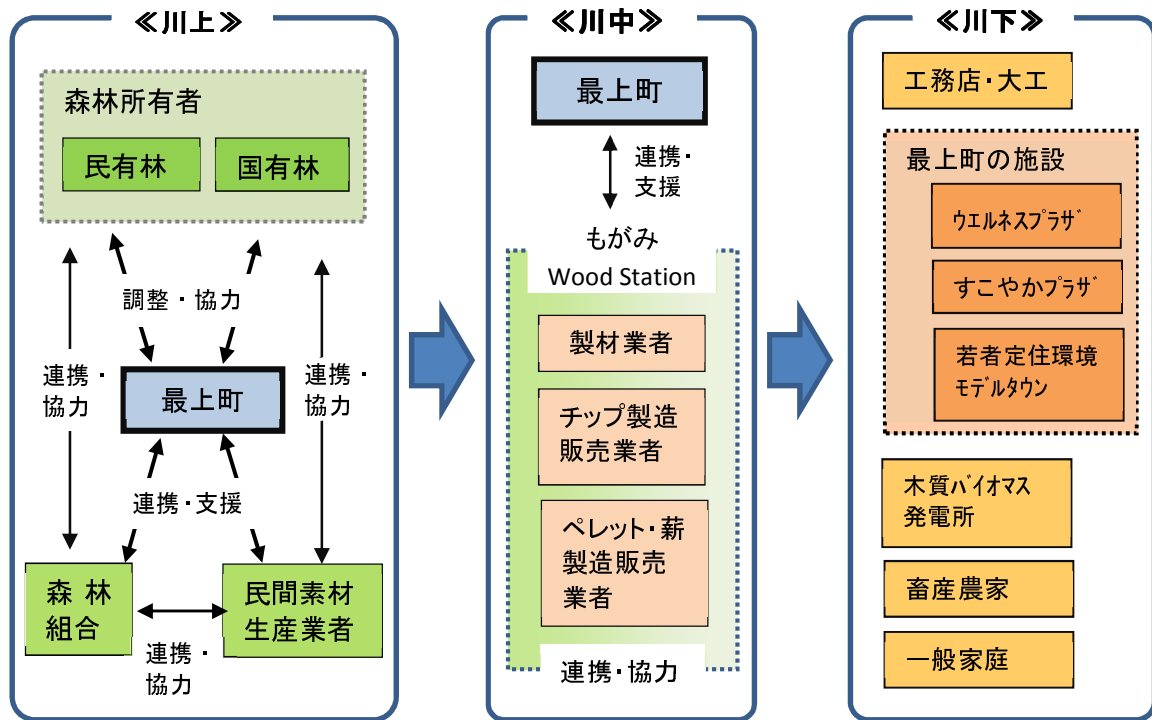 ≪川上≫
森林所有者
民有林
国有林
調整・協力
連携・
協力
連携・
協力
最上町
連携・支援
森 林
組合
民間素材
生産業者
連携・
協力
≪川中≫
最上町
連携・
支援
もがみ
Wood Station
製材業者
チップ製造
販売業者
ペレット・薪
製造販売
業者
連携・協力
≪川下≫
工務店・大工
最上町の施設
ｳｴﾙﾈｽﾌﾟﾗｻﾞ
すこやかﾌﾟﾗｻﾞ
若者定住環境
ﾓﾃﾞﾙﾀｳﾝ
木質ﾊﾞｲｵﾏｽ
発電所
畜産農家
一般家庭